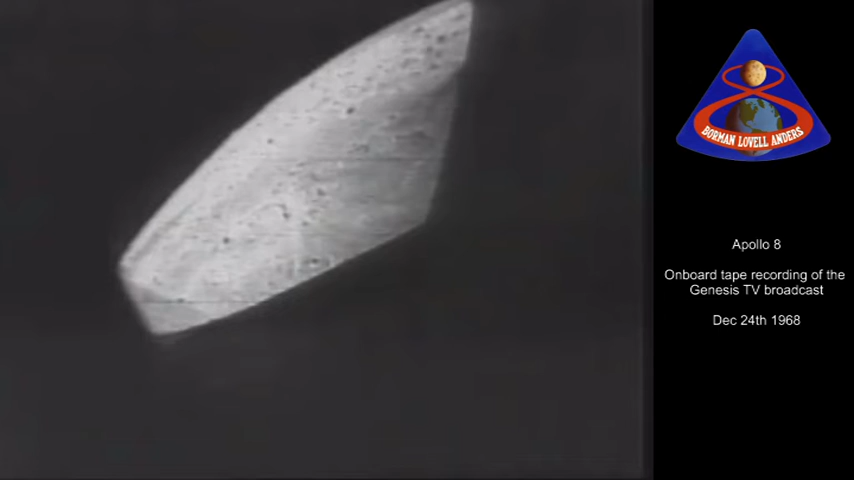 BORMAN LOVELL ANDERS
Apollo 8
Onboard tape recording of the
Genesis TV broadcast
Dec 24th 1968